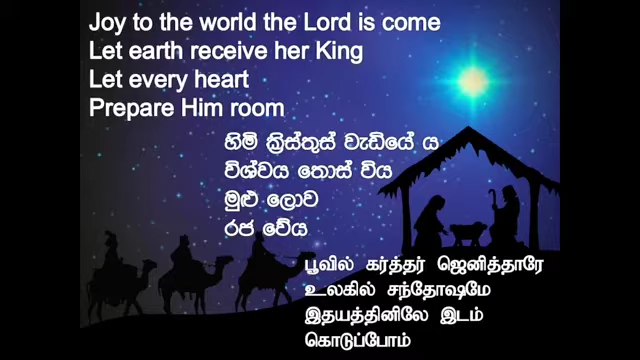 Joy to the world the Lord is come
Let earth receive her King
Let every heart
Prepare Him room
හිමි ක්‍රිස්තුස් වැඩියේ ය
විශ්වය තොස් විය
මුළු ලොව
රජ වේය
பூவில் கர்த்தர் ஜெனித்தாரே
உலகில் சந்தோஷமே
இதயத்தினிலே இடம்
கொடுப்போம்